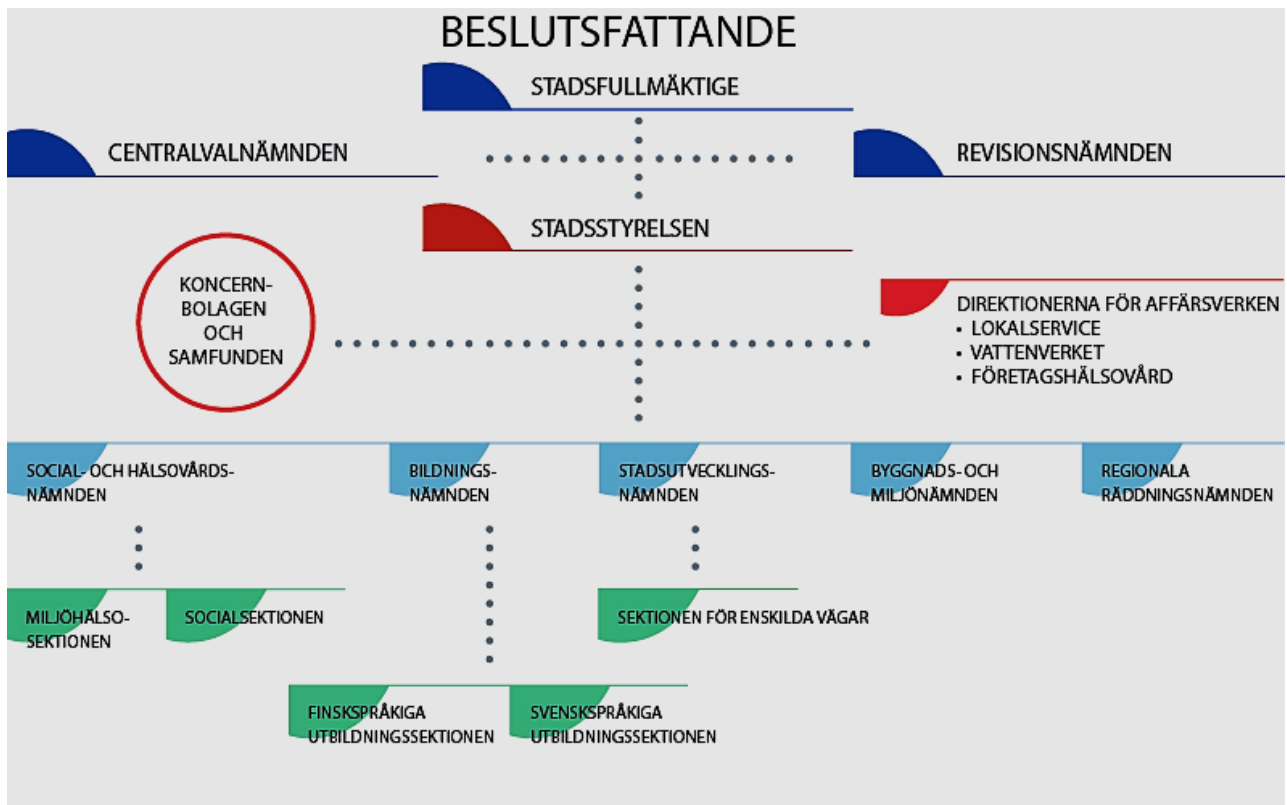 BESLUTSFATTANDE
STADSFULLMÄKTIGE
CENTRALVALNÄMNDEN
REVISIONSNÄMNDEN
STADSSTYRELSEN
KONCERN-
BOLAGEN
OCH
SAMFUNDEN
DIREKTIONERNA FÖR AFFÄRSVERKEN
• LOKALSERVICE
• VATTENVERKET
• FÖRETAGSHÄLSOVÅRD
SOCIAL- OCH HÄLSOVÅRDS-
NÄMNDEN
BILDNINGS-
NÄMNDEN
STADSUTVECKLINGS-
NÄMNDEN
BYGGNADS- OCH
MILJÖNÄMNDEN
REGIONALA
RÄDDNINGSNÄMNDEN
MILJÖHÄLSO-
SEKTIONEN
SOCIALSEKTIONEN
SEKTIONEN FÖR ENSKILDA VÄGAR
FINSKSPRÅKIGA
UTBILDNINGSSEKTIONEN
SVENSKSPRÅKIGA
UTBILDNINGSSEKTIONEN